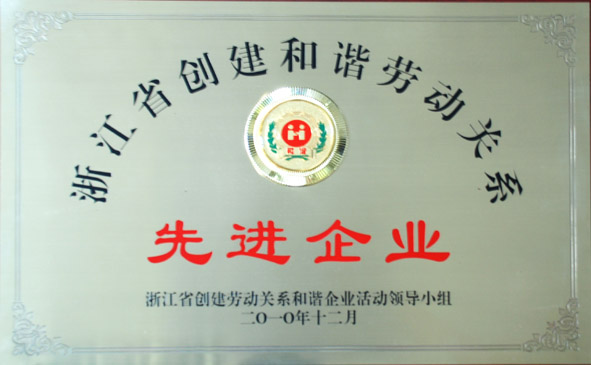 浙江省创建和谐劳动关系
和谐
先进企业
浙江省创建劳动关系和谐企业活动领导小组
二〇一〇年十二月